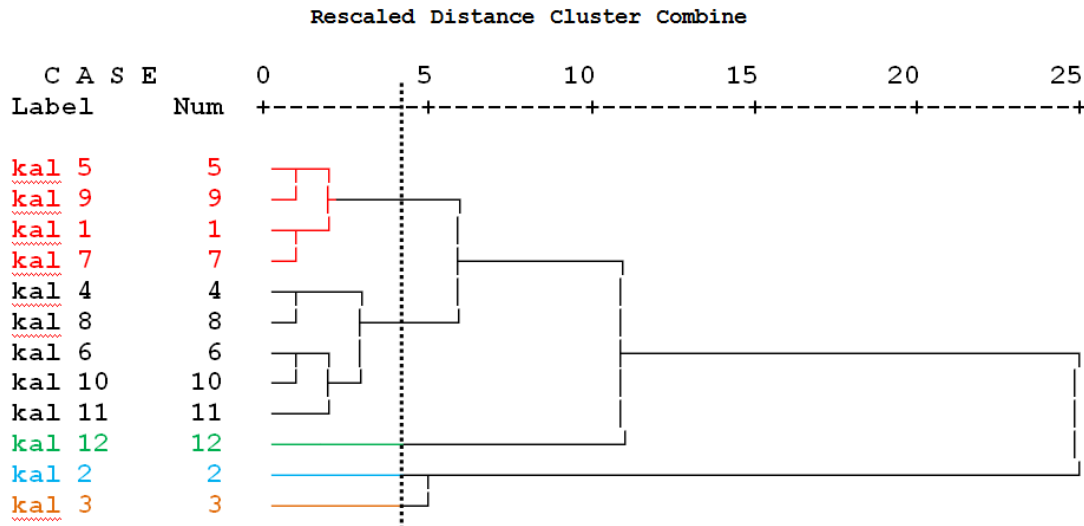 Rescaled Distance Cluster Combine
C A S E 0 5 10 15 20 25
Label Num +---------+---------+---------+---------+---------+
kal 5 5
kal 9 9
kal 1 1
kal 7 7
kal 4 4
kal 8 8
kal 6 6
kal 10 10
kal 11 11
kal 12 12
kal 2 2
kal 3 3